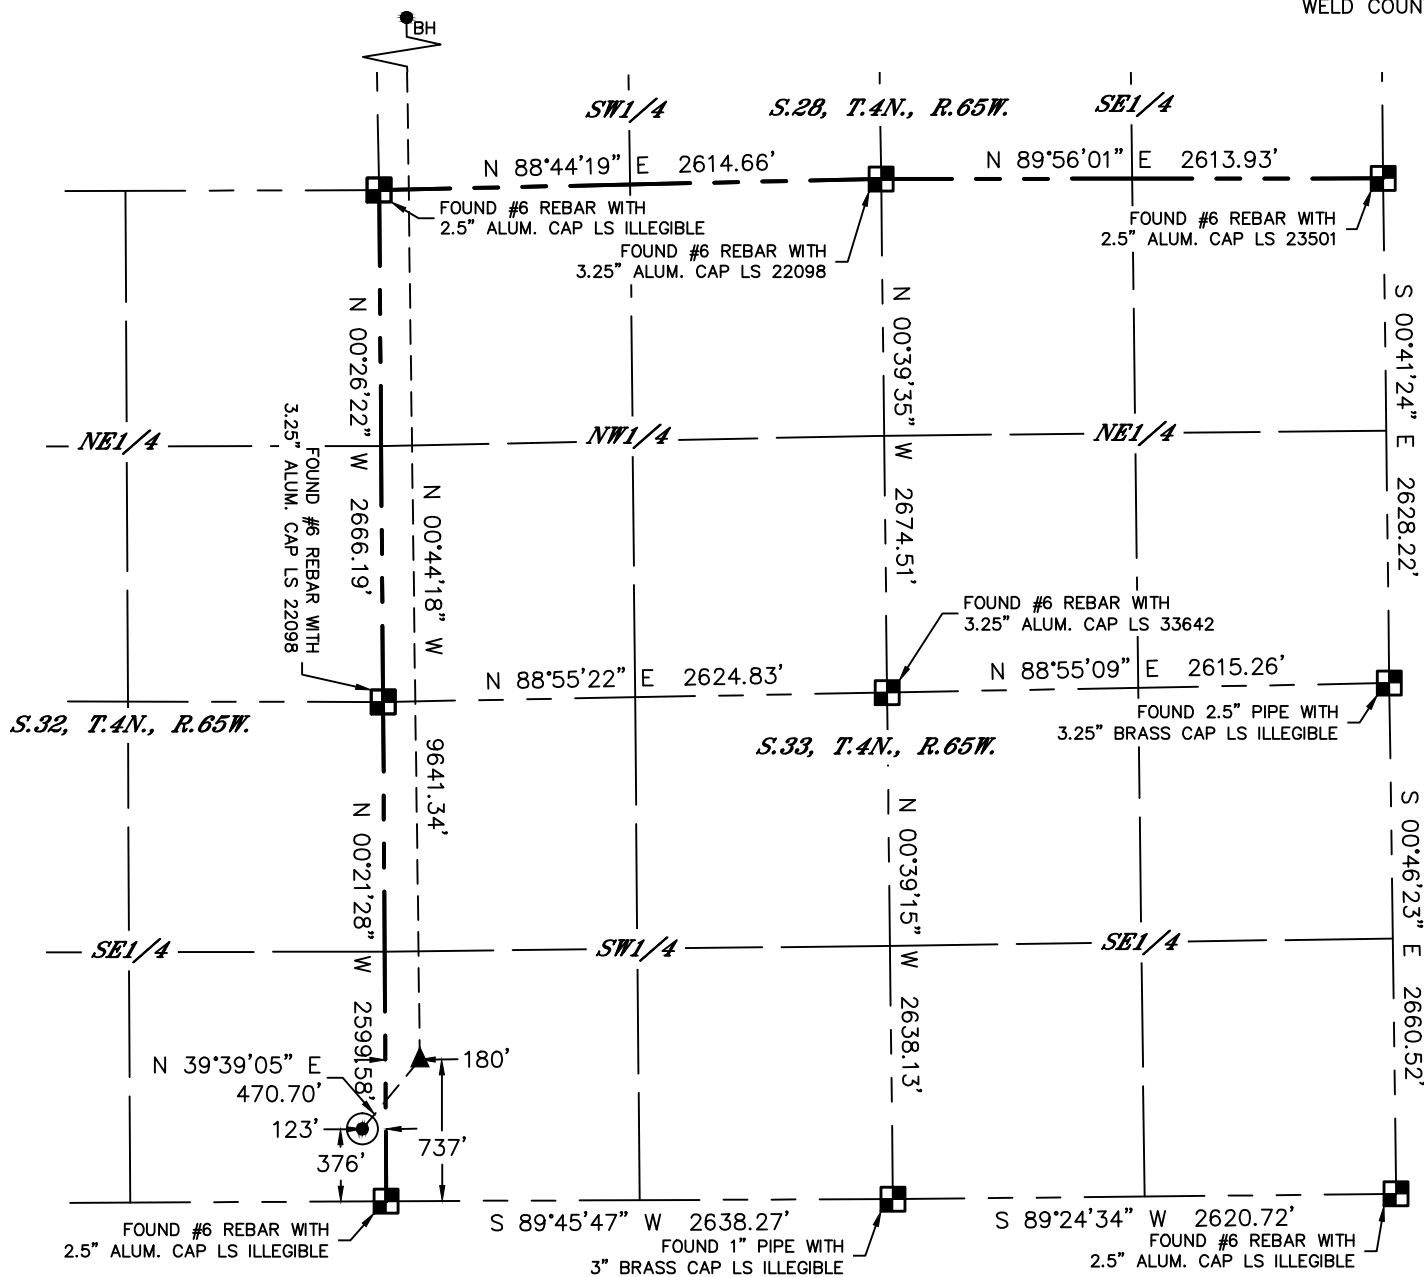 WELD COUN
BH
SW1/4
S.28, T.4N., R.65W.
SE1/4
N 88°44'19" E 2614.66'
N 89°56'01" E 2613.93'
FOUND #6 REBAR WITH
2.5" ALUM. CAP LS ILLEGIBLE
FOUND #6 REBAR WITH
3.25" ALUM. CAP LS 22098
FOUND #6 REBAR WITH
2.5" ALUM. CAP LS 23501
N 00°26'22" W 2666.19'
N 00°39'35" W 2674.51'
S 00°41'24" E 2628.22'
NE1/4
NW1/4
NE1/4
FOUND #6 REBAR WITH
3.25" ALUM. CAP LS 22098
N 00°44'18" W 9641.34'
FOUND #6 REBAR WITH
3.25" ALUM. CAP LS 33642
N 88°55'22" E 2624.83'
N 88°55'09" E 2615.26'
FOUND 2.5" PIPE WITH
3.25" BRASS CAP LS ILLEGIBLE
S.32, T.4N., R.65W.
S.33, T.4N., R.65W.
N 00°21'28" W 2599.58'
N 00°39'15" W 2638.13'
S 00°46'23" E 2660.52'
SE1/4
SW1/4
SE1/4
N 39°39'05" E
470.70'
180'
123'
376'
737'
S 89°45'47" W 2638.27'
S 89°24'34" W 2620.72'
FOUND #6 REBAR WITH
2.5" ALUM. CAP LS ILLEGIBLE
FOUND 1" PIPE WITH
3" BRASS CAP LS ILLEGIBLE
FOUND #6 REBAR WITH
2.5" ALUM. CAP LS ILLEGIBLE